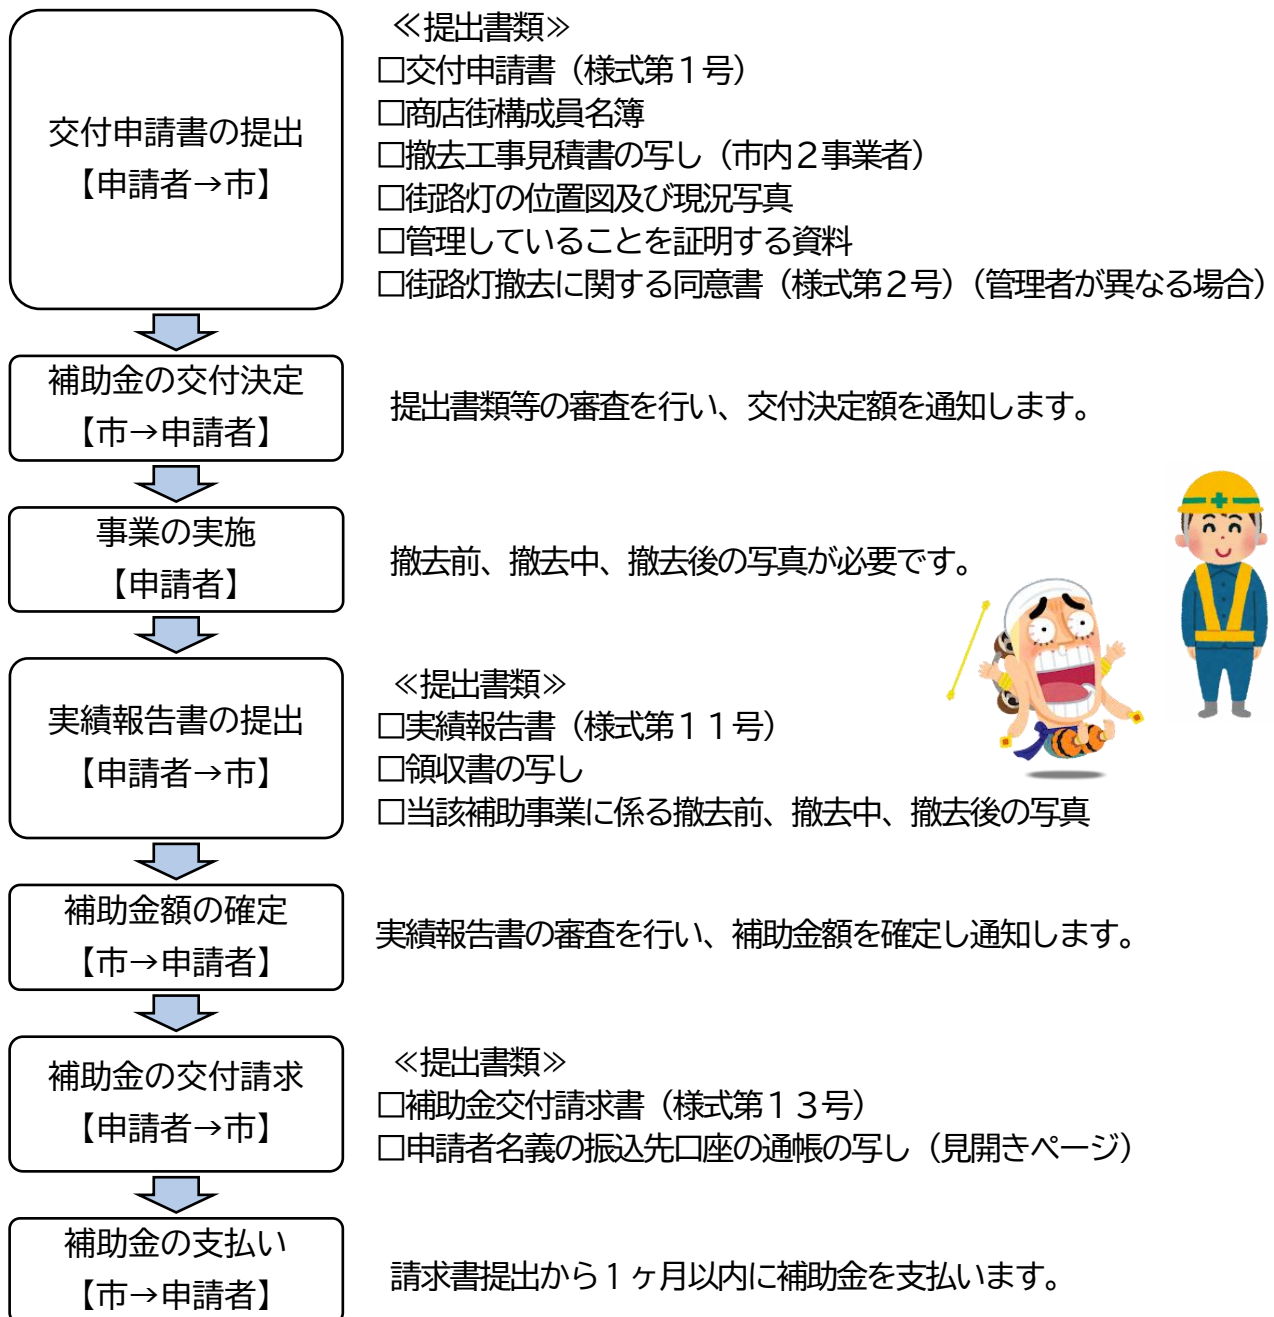 交付申請書の提出
【申請者→市】
≪提出書類≫
□交付申請書（様式第１号）
□商店街構成員名簿
□撤去工事見積書の写し（市内２事業者）
□街路灯の位置図及び現況写真
□管理していることを証明する資料
□街路灯撤去に関する同意書（様式第２号）（管理者が異なる場合）
補助金の交付決定
【市→申請者】
提出書類等の審査を行い、交付決定額を通知します。
事業の実施
【申請者】
撤去前、撤去中、撤去後の写真が必要です。
実績報告書の提出
【申請者→市】
≪提出書類≫
□実績報告書（様式第１１号）
□領収書の写し
□当該補助事業に係る撤去前、撤去中、撤去後の写真
補助金額の確定
【市→申請者】
実績報告書の審査を行い、補助金額を確定し通知します。
補助金の交付請求
【申請者→市】
≪提出書類≫
□補助金交付請求書（様式第１３号）
□申請者名義の振込先口座の通帳の写し（見開きページ）
補助金の支払い
【市→申請者】
請求書提出から１ヶ月以内に補助金を支払います。